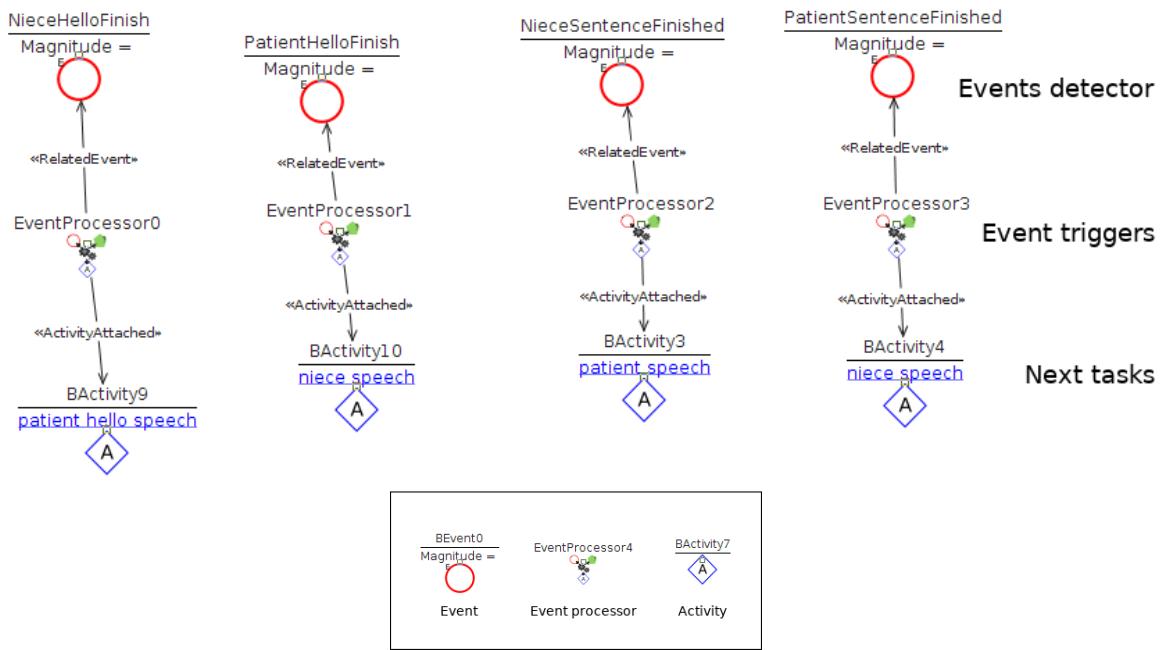 NieceHelloFinish
Magnitude =
E
PatientHelloFinish
Magnitude =
E
NieceSentenceFinished
Magnitude =
E
PatientSentenceFinished
Magnitude =
E
Events detector
«RelatedEvent»
«RelatedEvent»
«RelatedEvent»
«RelatedEvent»
EventProcessor0
A
EventProcessor1
A
EventProcessor2
A
EventProcessor3
A
Event triggers
«ActivityAttached»
«ActivityAttached»
«ActivityAttached»
«ActivityAttached»
BActivity9
patient hello speech
A
BActivity10
niece speech
A
BActivity3
patient speech
A
BActivity4
niece speech
A
Next tasks
BEvent0
Magnitude =
E
Event
EventProcessor4
A
Event processor
BActivity7
A
Activity